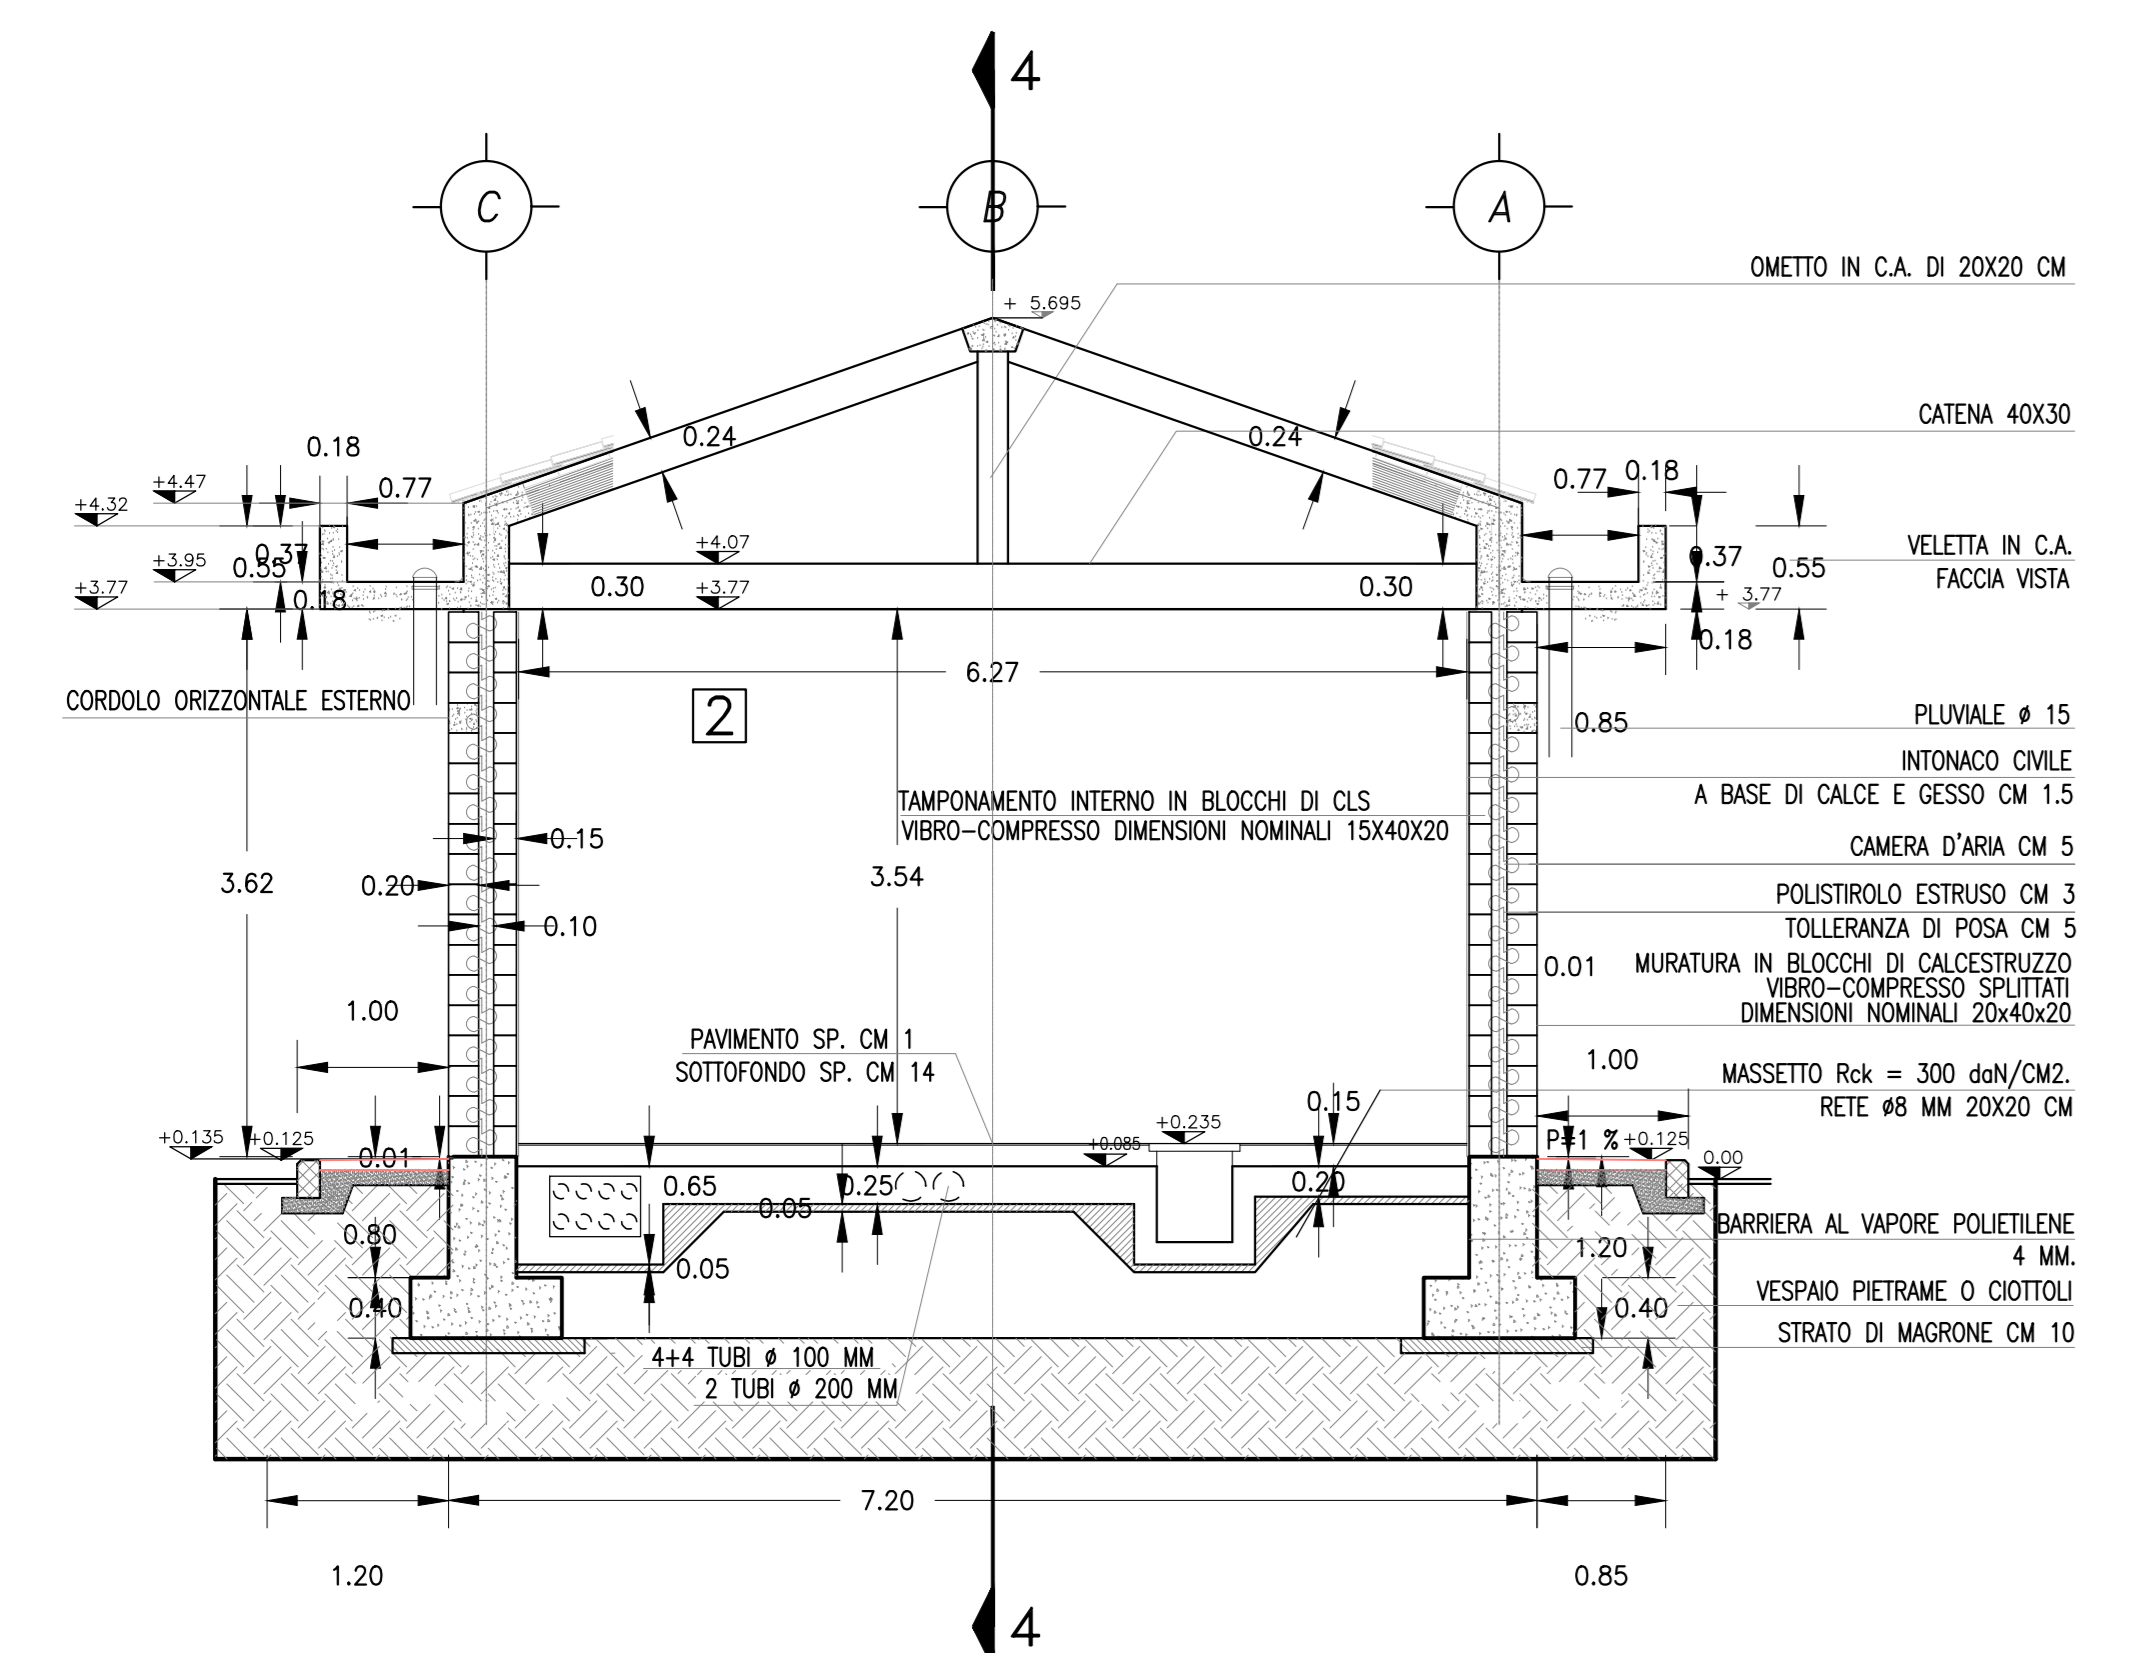 4
C
B
A
OMETTO IN C.A. DI 20X20 CM
+ 5.695
CATENA 40X30
0.18
0.24
0.24
0.77
0.18
+4.47
0.77
+4.32
+4.07
0.37
0.37
VELETTA IN C.A.
+3.95
0.55
0.55
FACCIA VISTA
0.30
0.30
+3.77
0.18
+3.77
+ 3.77
0.18
6.27
CORDOLO ORIZZONTALE ESTERNO
2
0.85
PLUVIALE ø 15
INTONACO CIVILE
A BASE DI CALCE E GESSO CM 1.5
TAMPONAMENTO INTERNO IN BLOCCHI DI CLS
VIBRO-COMPRESSO DIMENSIONI NOMINALI 15X40X20
0.15
CAMERA D'ARIA CM 5
3.62
0.20
3.54
POLISTIROLO ESTRUSO CM 3
0.10
TOLLERANZA DI POSA CM 5
0.01
MURATURA IN BLOCCHI DI CALCESTRUZZO
VIBRO-COMPRESSO SPLITTATI
DIMENSIONI NOMINALI 20x40x20
1.00
PAVIMENTO SP. CM 1
SOTTOFONDO SP. CM 14
1.00
MASSETTO Rck = 300 daN/CM2.
RETE ø8 MM 20X20 CM
0.15
+0.135
+0.125
+0.085
+0.235
P=1 %
+0.125
0.00
0.01
0.65
0.25
0.20
0.05
0.80
BARRIERA AL VAPORE POLIETILENE
4 MM.
1.20
0.05
VESPAIO PIETRAME O CIOTTOLI
0.40
0.40
STRATO DI MAGRONE CM 10
4+4 TUBI ø 100 MM
2 TUBI ø 200 MM
7.20
1.20
0.85
4